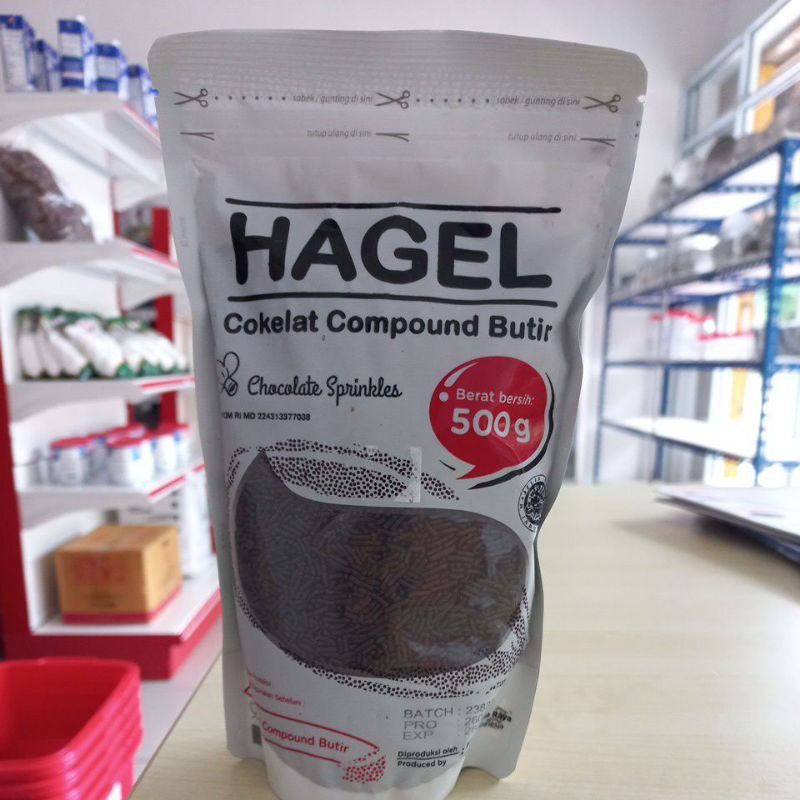 sobek / gunting di sini
sobek / gunting di sini
tutup ulang di sini
tutup ulang di sini
HAGEL
Cokelat Compound Butir
Chocolate Sprinkles
RI MD 224313377038
Berat bersih:
500g
Compound Butir
BATCH :
PRO :
EXP :
Diproduksi oleh
Produced by